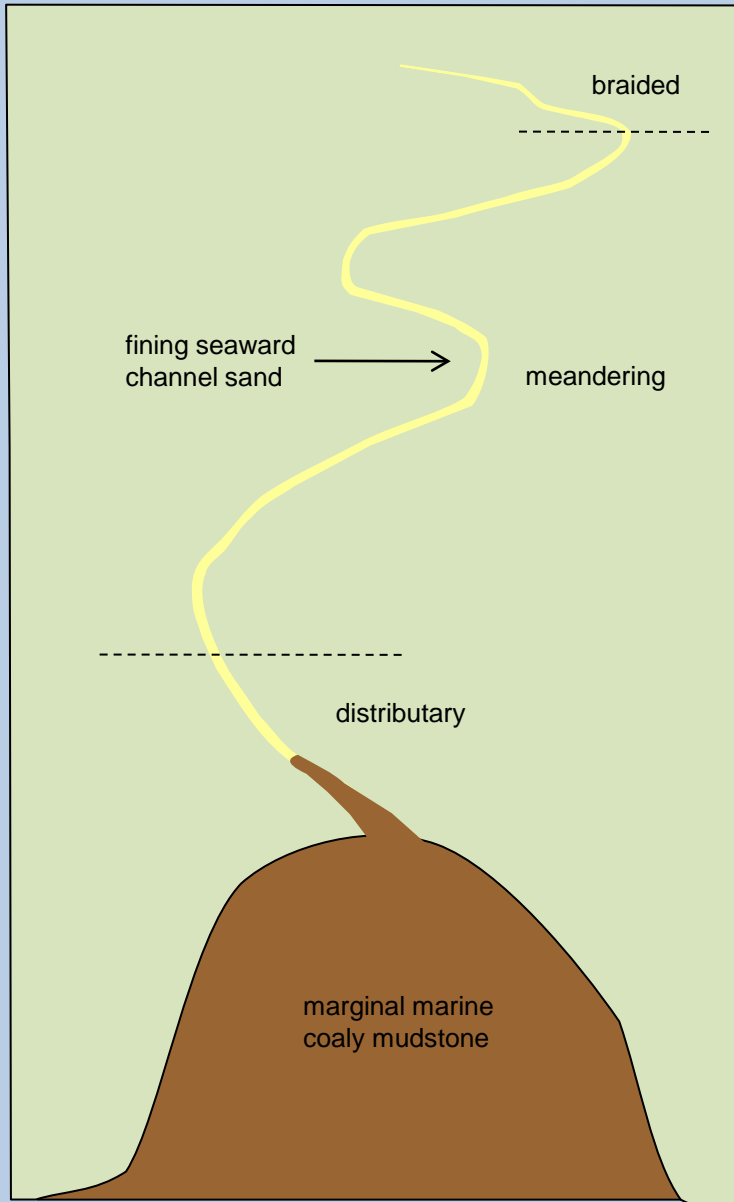 braided
fining seaward
channel sand
meandering
distributary
marginal marine
coaly mudstone